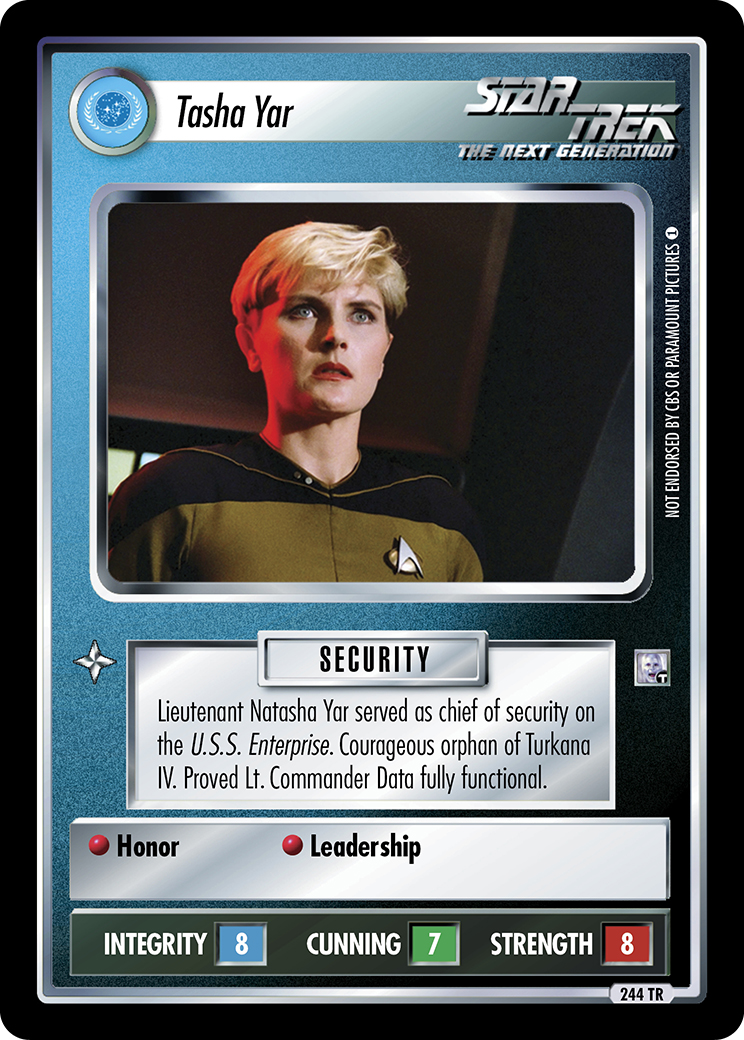 Tasha Yar
STAR TREK
THE NEXT GENERATION
NOT ENDORSED BY CBS OR PARAMOUNT PICTURES 1
SECURITY
Lieutenant Natasha Yar served as chief of security on
the U.S.S. Enterprise. Courageous orphan of Turkana
IV. Proved Lt. Commander Data fully functional.
T
Honor Leadership
INTEGRITY 8 CUNNING 7 STRENGTH 8
244 TR